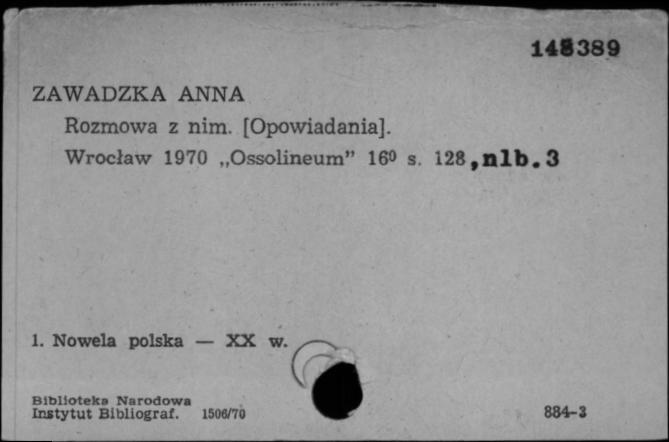 148389
ZAWADZKA ANNA
Rozmowa z nim. [Opowiadania].
Wrocław 1970 „Ossolineum” 16⁰ s. 128, nlb. 3
1. Nowela polska — XX w.
Biblioteka Narodowa
Instytut Bibliograf. 1506/70
884-3